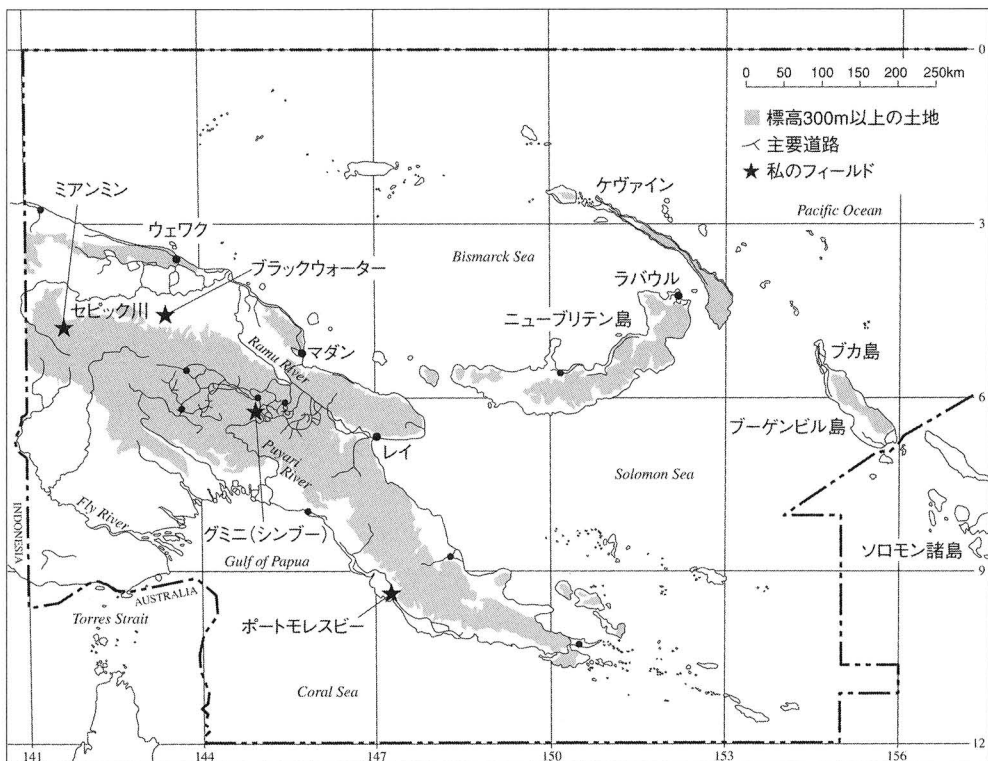 0
0 50 100 150 200 250km
標高300m以上の土地
主要道路
★ 私のフィールド
ミアンミン
ケヴァイン
Pacific Ocean
3
ウェワク
Bismarck Sea
ブラックウォーター
ラバウル
セピック川
ニューブリテン島
Ramu River
マダン
ブカ島
6
ブーゲンビル島
レイ
Puvari River
Solomon Sea
INDONESIA
Fly River
グミニ(シンブー)
ソロモン諸島
Gulf of Papua
9
AUSTRALIA
Torres Strait
ポートモレスビー
Coral Sea
12
141 144 147 150 153 156